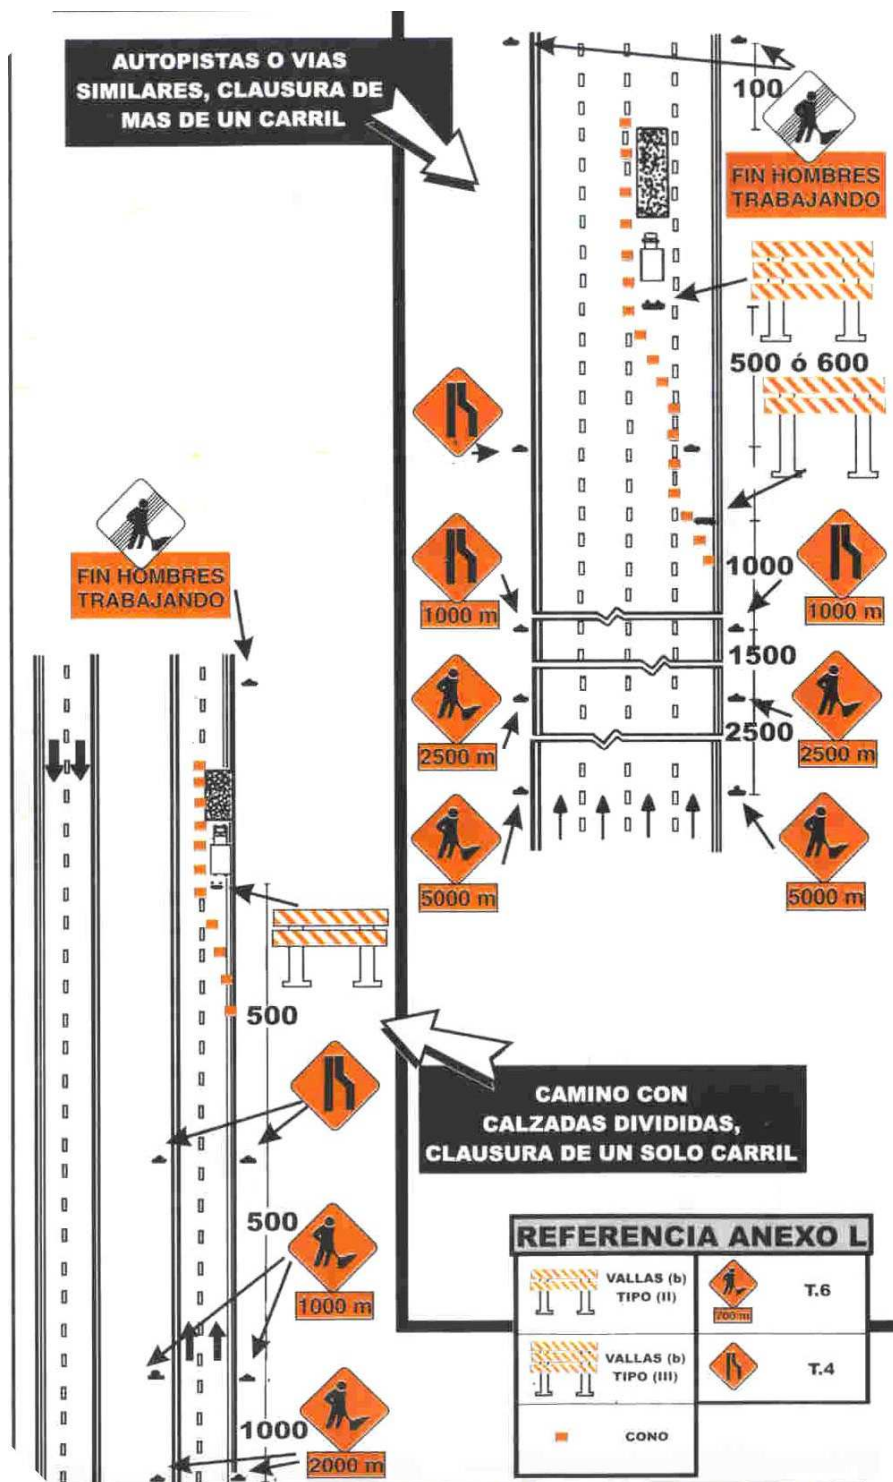 AUTOPISTAS O VIAS
SIMILARES, CLAUSURA DE
MAS DE UN CARRIL
100
FIN HOMBRES
TRABAJANDO
500 ó 600
1000
1000 m
1000 m
1500
2500 m
2500 m
2500
5000 m
5000 m
FIN HOMBRES
TRABAJANDO
500
500
1000 m
1000
2000 m
CAMINO CON
CALZADAS DIVIDIDAS,
CLAUSURA DE UN SOLO CARRIL
REFERENCIA ANEXO L
VALLAS (b)
TIPO (II)
700 m
T.6
VALLAS (b)
TIPO (III)
T.4
CONO